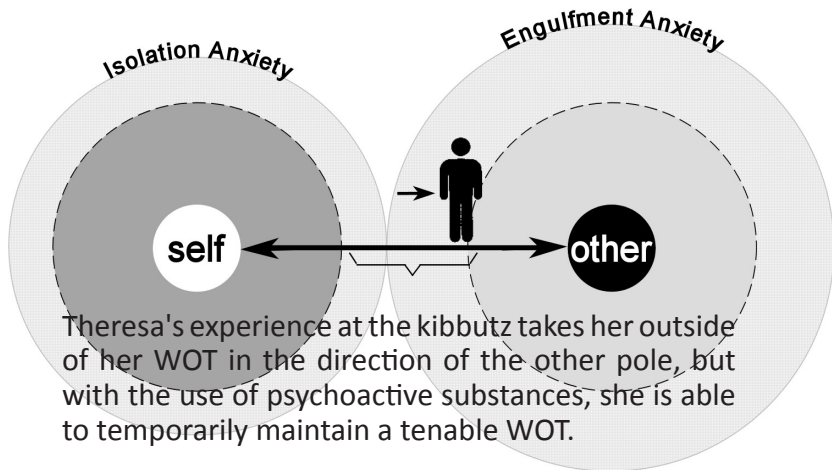 Isolation Anxiety
Engulfment Anxiety
self
other
Theresa's experience at the kibbutz takes her outside
of her WOT in the direction of the other pole, but
with the use of psychoactive substances, she is able
to temporarily maintain a tenable WOT.